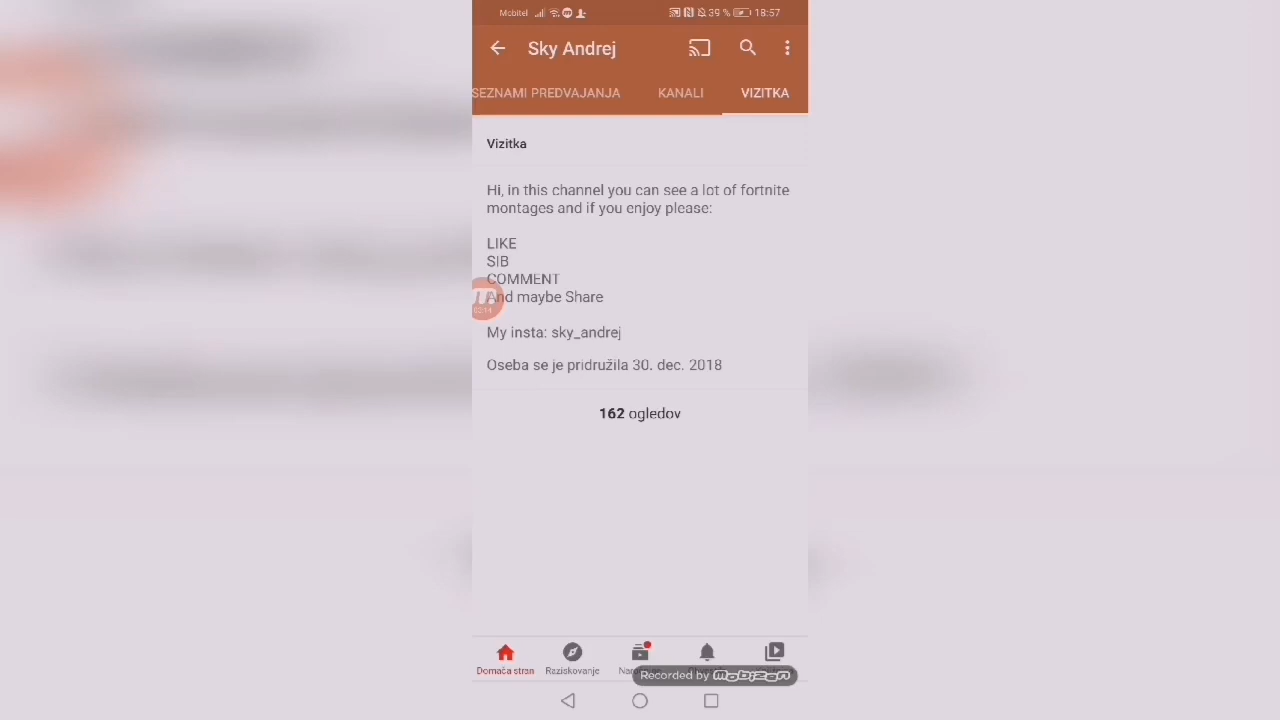 Mobitel 39 % 18:57
Sky Andrej
SEZNAMI PREDVAJANJA KANALI VIZITKA
Vizitka
Hi, in this channel you can see a lot of fortnite
montages and if you enjoy please:
LIKE
SIB
COMMENT
And maybe Share
My insta: sky_andrej
Oseba se je pridružila 30. dec. 2018
162 ogledov
Domača stran Raziskovanje
Recorded by mobizen